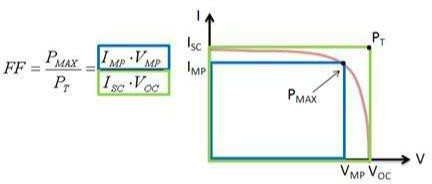 FF = P_MAX / P_T = I_MP · V_MP / I_SC · V_OC
I
I_SC
P_T
I_MP
P_MAX
V
V_MP V_OC